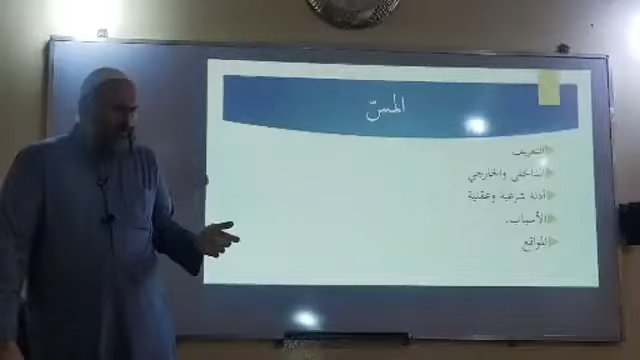 المسّ
التعريف
الداخلي والخارجي
أدلة شرعية وعقلية
الأسباب.
المواقع